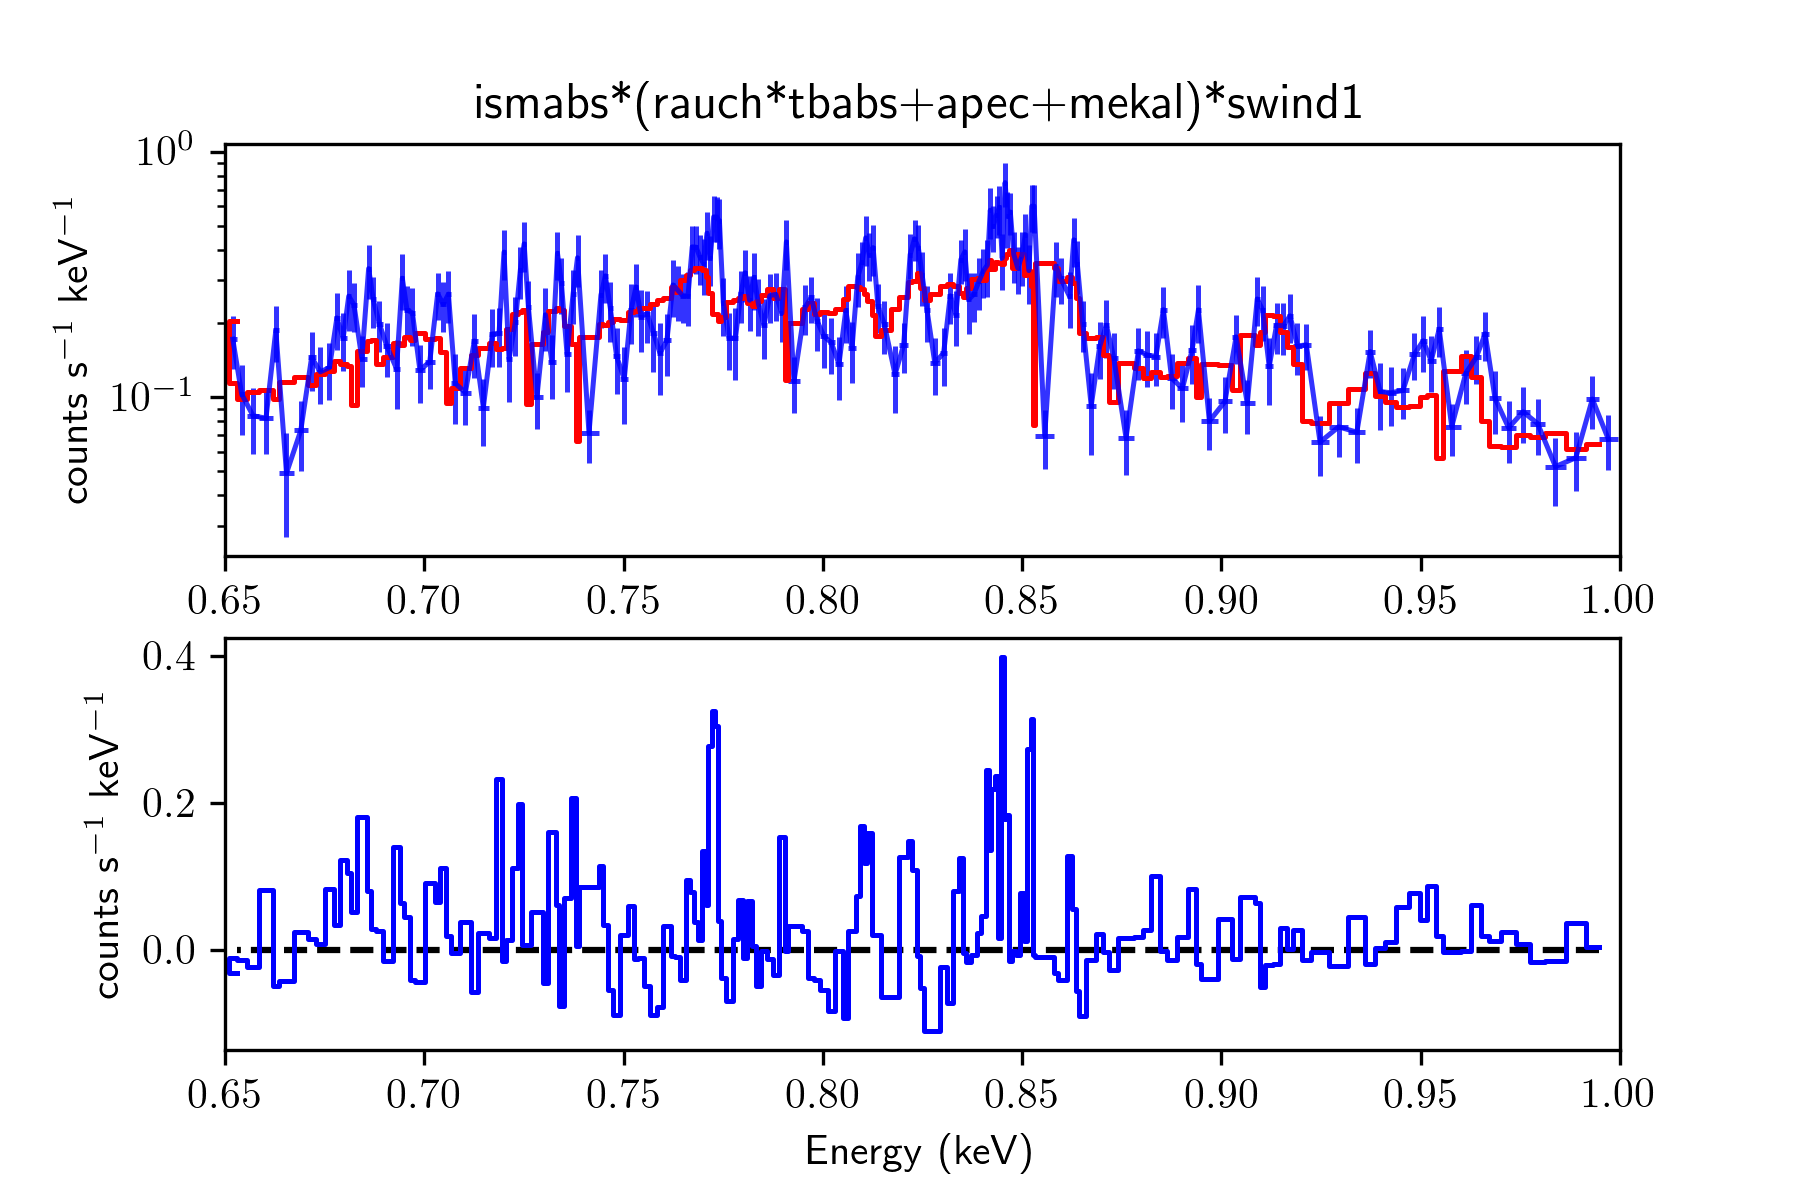 ismabs*(rauch*tbabs+apec+mekal)*swind1
10⁰
10⁻¹
counts s⁻¹ keV⁻¹
0.65 0.70 0.75 0.80 0.85 0.90 0.95 1.00
0.4
0.2
0.0
counts s⁻¹ keV⁻¹
0.65 0.70 0.75 0.80 0.85 0.90 0.95 1.00
Energy (keV)